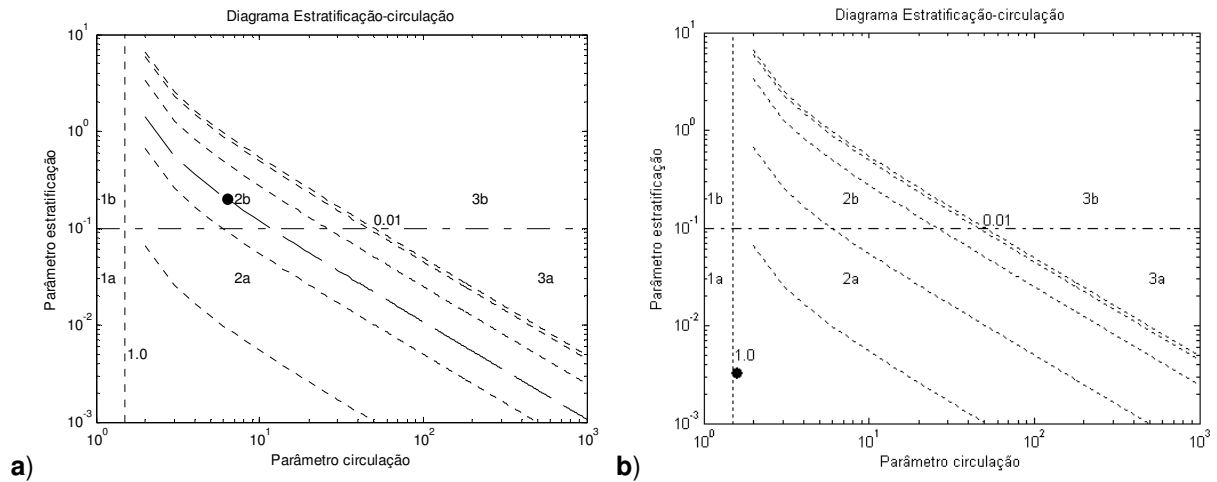 Diagrama Estratificação-circulação
10^1
10^0
10^-1
10^-2
10^-3
Parâmetro estratificação
1b
2b
3b
0.01
1a
2a
3a
1.0
10^0
10^1
10^2
10^3
Parâmetro circulação
a)
Diagrama Estratificação-circulação
10^1
10^0
10^-1
10^-2
10^-3
Parâmetro estratificação
1b
2b
3b
0.01
1a
2a
3a
1.0
10^0
10^1
10^2
10^3
Parâmetro circulação
b)